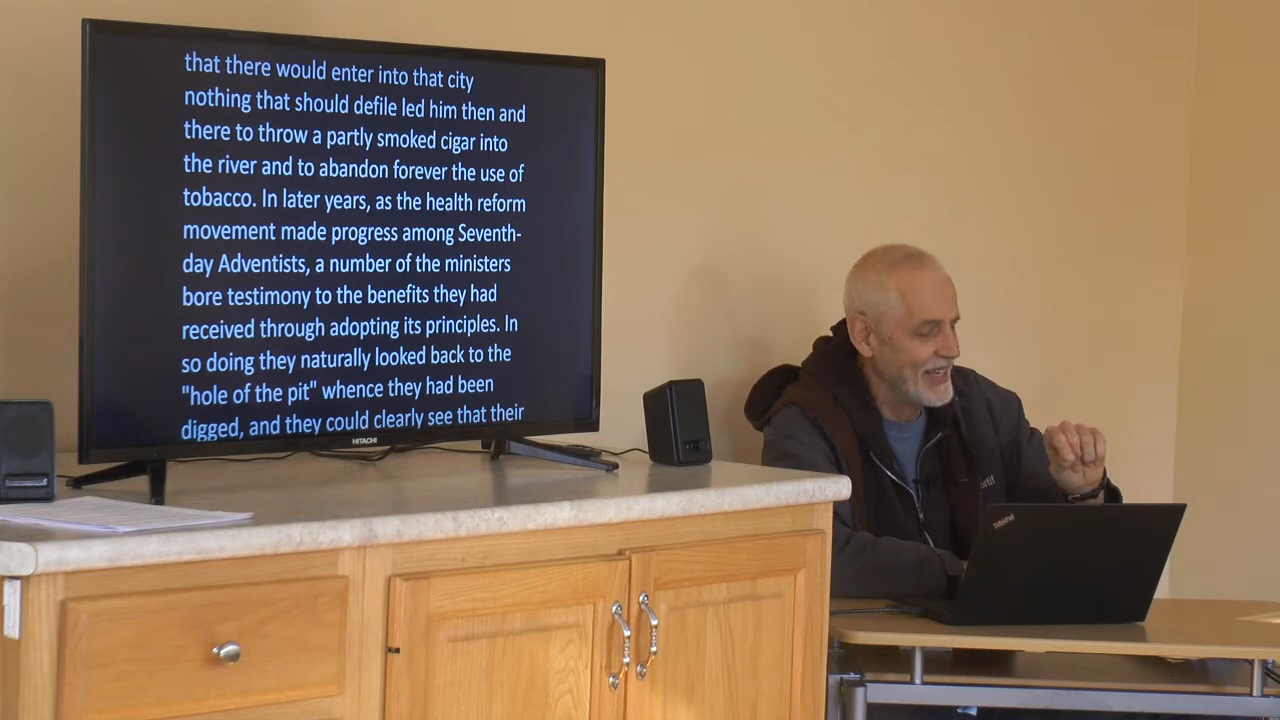 that there would enter into that city
nothing that should defile led him then and
there to throw a partly smoked cigar into
the river and to abandon forever the use of
tobacco. In later years, as the health reform
movement made progress among Seventh-
day Adventists, a number of the ministers
bore testimony to the benefits they had
received through adopting its principles. In
so doing they naturally looked back to the
"hole of the pit" whence they had been
digged, and they could clearly see that their
HITACHI
ThinkPad